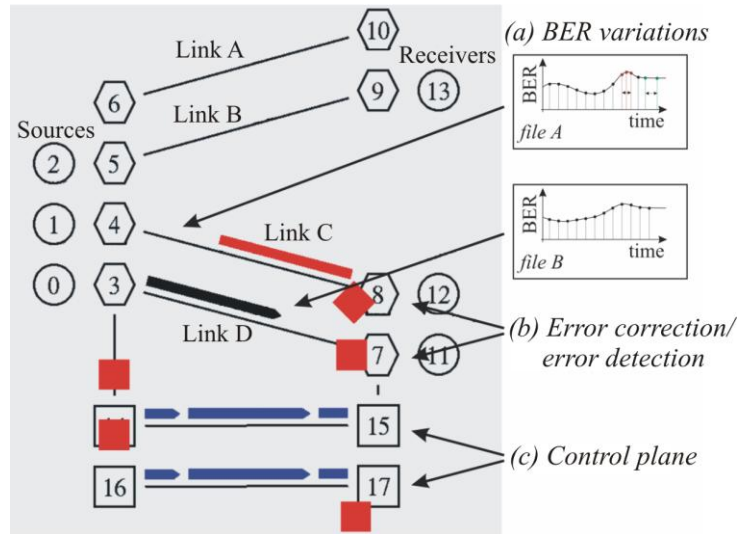 10
(a) BER variations
Link A
Receivers
6
9
13
BER
time
file A
Link B
Sources
2
5
1
4
Link C
BER
time
file B
0
3
8
12
(b) Error correction/
error detection
Link D
7
11
15
(c) Control plane
16
17